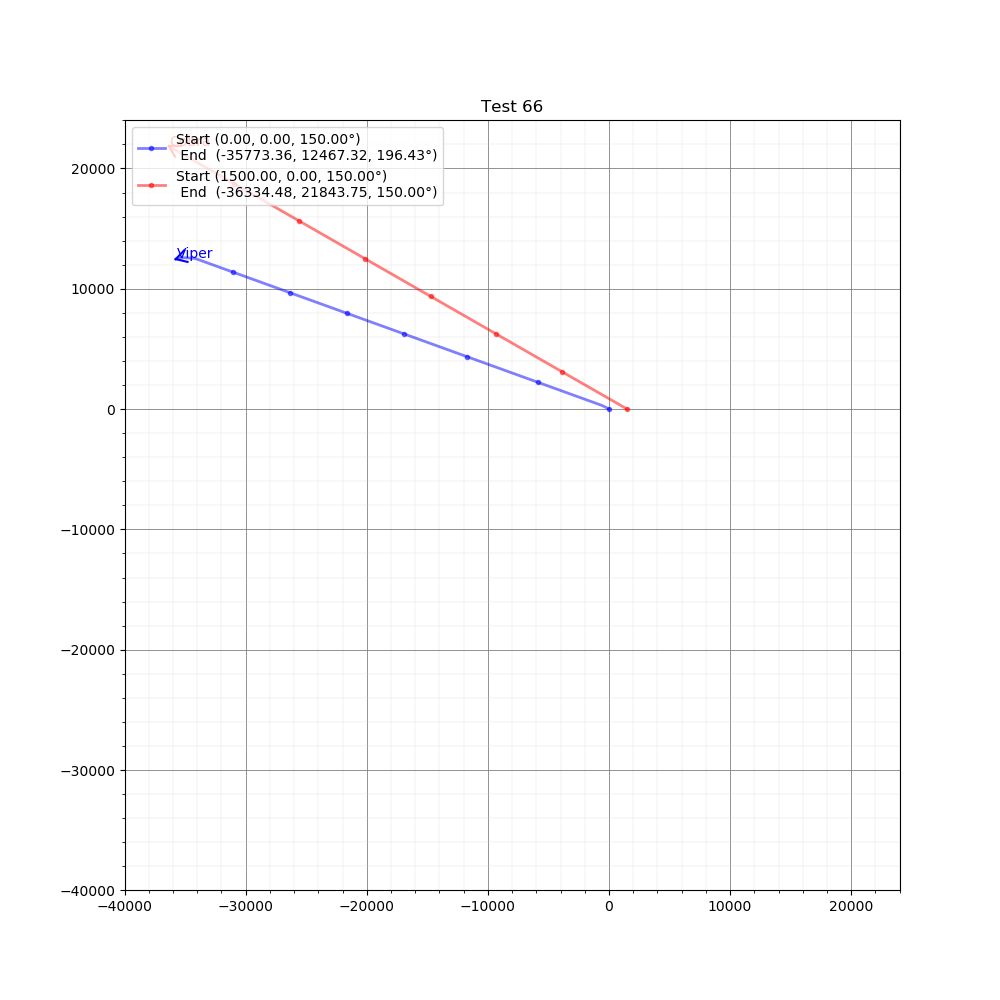 Test 66
Start (0.00, 0.00, 150.00°)
End (-35773.36, 12467.32, 196.43°)
Start (1500.00, 0.00, 150.00°)
End (-36334.48, 21843.75, 150.00°)
Viper
20000
10000
0
−10000
−20000
−30000
−40000
−40000 −30000 −20000 −10000 0 10000 20000